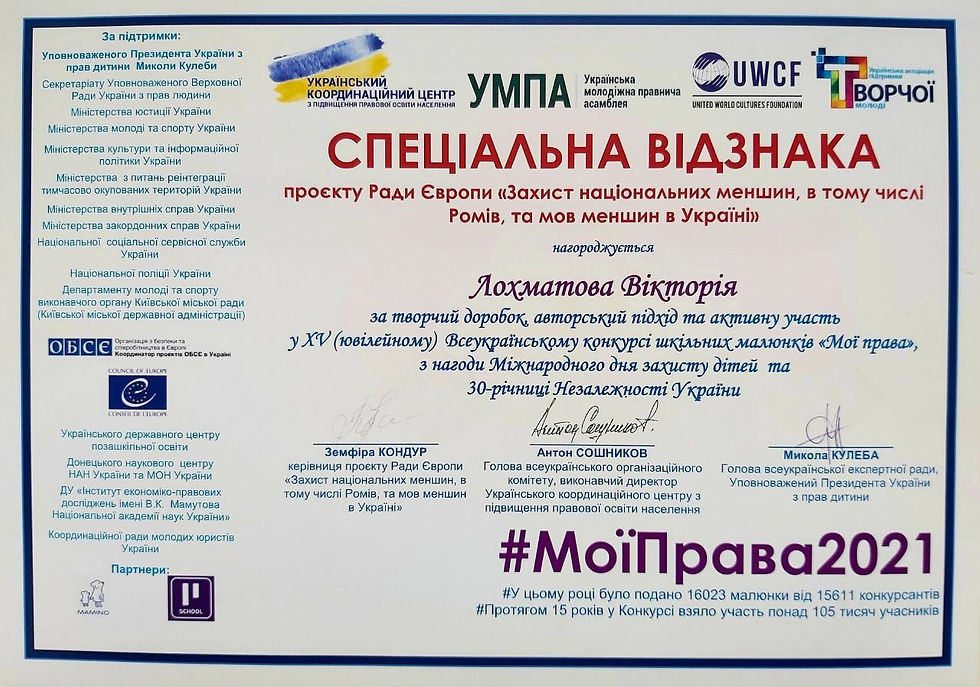 За підтримки:
Уповноваженого Президента України з
прав дитини Миколи Кулеби
Секретаріату Уповноваженого Верховної
Ради України з прав людини
Міністерства юстиції України
Міністерства молоді та спорту України
Міністерства культури та інформаційної
політики України
Міністерства з питань реінтеграції
тимчасово окупованих територій України
Міністерства внутрішніх справ України
Міністерства закордонних справ України
Національної соціальної сервісної служби
України
Національної поліції України
Департаменту молоді та спорту
виконавчого органу Київської міської ради
(Київської міської державної адміністрації)
ОБСЄ
Організація з безпеки та
співробітництва в Європі
Координатор проектів ОБСЄ в Україні
COUNCIL OF EUROPE
CONSEIL DE L'EUROPE
Українського державного центру
позашкільної освіти
Донецького наукового центру
НАН України та МОН України
ДУ «Інститут економіко-правових
досліджень імені В.К. Мамутова
Національної академії наук України»
Координаційної ради молодих юристів
України
Партнери:
MAMINO
SCHOOL
УКРАЇНСЬКИЙ
КООРДИНАЦІЙНИЙ ЦЕНТР
З ПІДВИЩЕННЯ ПРАВОВОЇ ОСВІТИ НАСЕЛЕННЯ
УМПА
Українська
молодіжна правнича
асамблея
UWCF
UNITED WORLD CULTURES FOUNDATION
Українська асоціація
підтримки
ТВОРЧОЇ
МОЛОДІ
СПЕЦІАЛЬНА ВІДЗНАКА
проєкту Ради Європи «Захист національних меншин, в тому числі
Ромів, та мов меншин в Україні»
нагороджується
Лохматова Вікторія
за творчий доробок, авторський підхід та активну участь
у XV (ювілейному) Всеукраїнському конкурсі шкільних малюнків «Мої права»,
з нагоди Міжнародного дня захисту дітей та
30-річниці Незалежності України
Земфіра КОНДУР
керівниця проєкту Ради Європи
«Захист національних меншин, в
тому числі Ромів, та мов меншин
в Україні»
Антон СОШНИКОВ
Голова всеукраїнського організаційного
комітету, виконавчий директор
Українського координаційного центру з
підвищення правової освіти населення
Микола КУЛЕБА
Голова всеукраїнської експертної ради,
Уповноважений Президента України
з прав дитини
#МоїПрава2021
#У цьому році було подано 16023 малюнки від 15611 конкурсантів
#Протягом 15 років у Конкурсі взяло участь понад 105 тисяч учасників